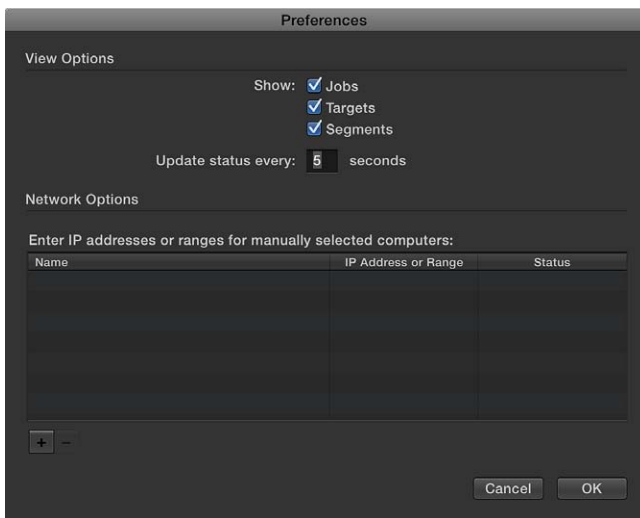 Preferences
View Options
Show: Jobs
Targets
Segments
Update status every: 5 seconds
Network Options
Enter IP addresses or ranges for manually selected computers:
Name IP Address or Range Status
+ −
Cancel OK